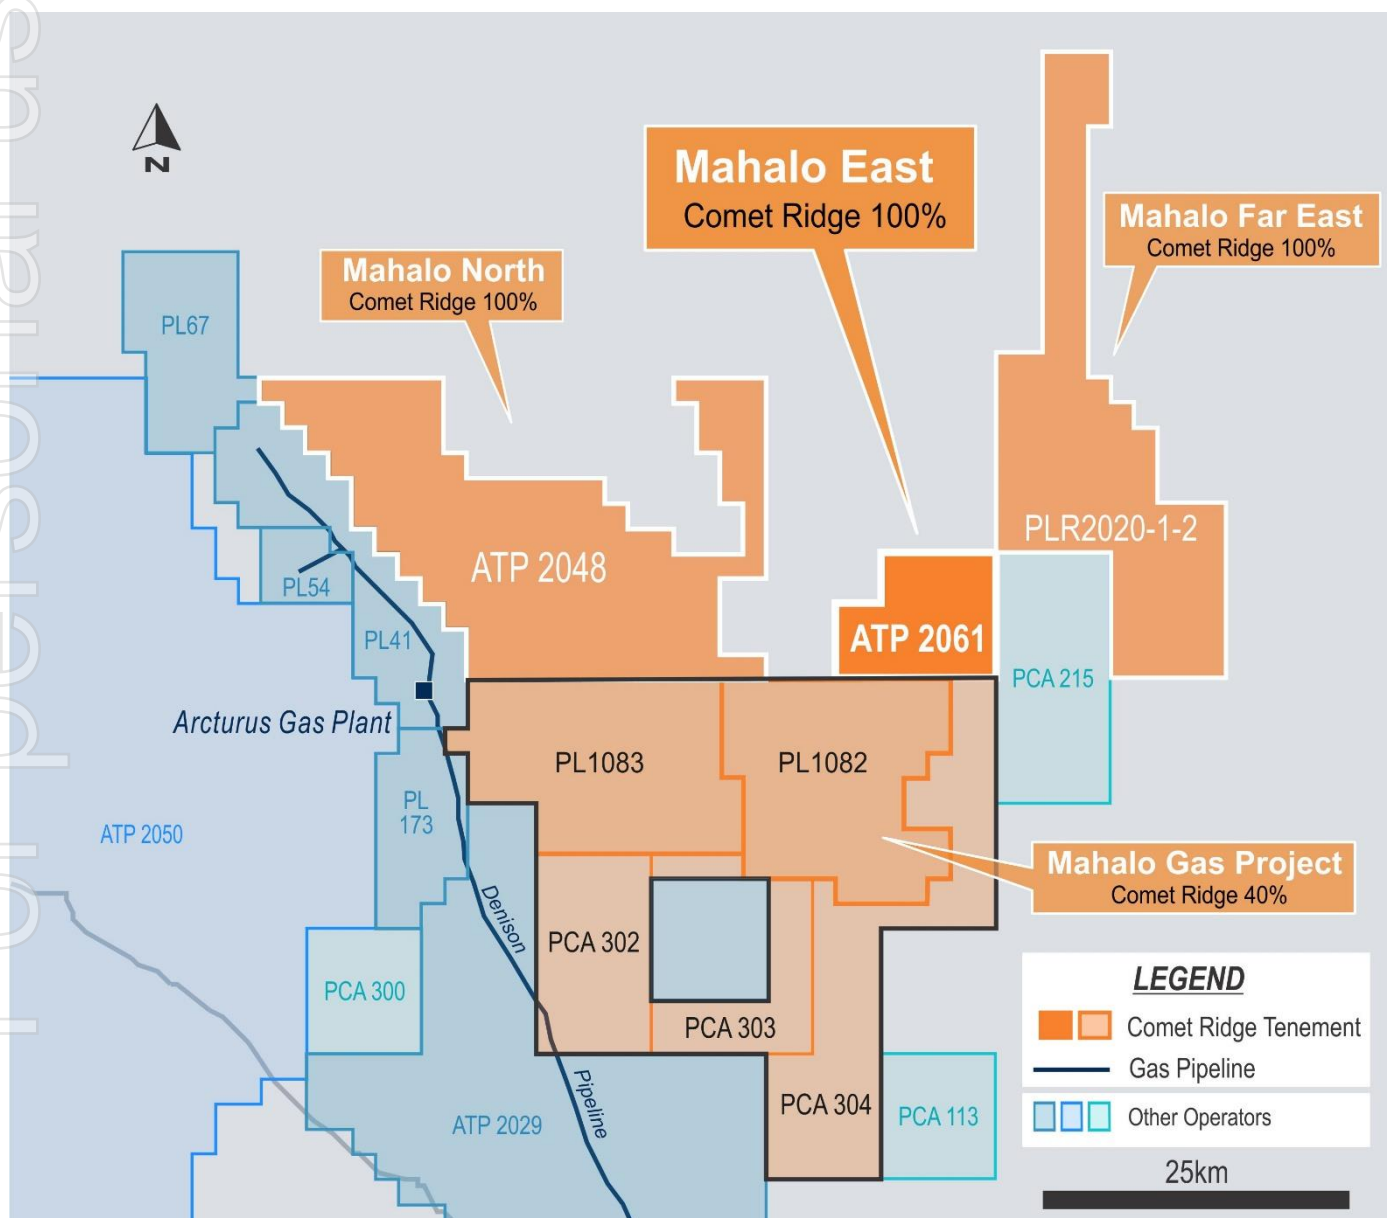 For personal us
N
Mahalo East
Comet Ridge 100%
Mahalo Far East
Comet Ridge 100%
Mahalo North
Comet Ridge 100%
PL67
PLR2020-1-2
ATP 2048
PL54
ATP 2061
PL41
PCA 215
Arcturus Gas Plant
PL1083
PL1082
PL
173
ATP 2050
Mahalo Gas Project
Comet Ridge 40%
Denison
PCA 302
PCA 300
PCA 303
Pipeline
PCA 304
PCA 113
ATP 2029
LEGEND
Comet Ridge Tenement
Gas Pipeline
Other Operators
25km